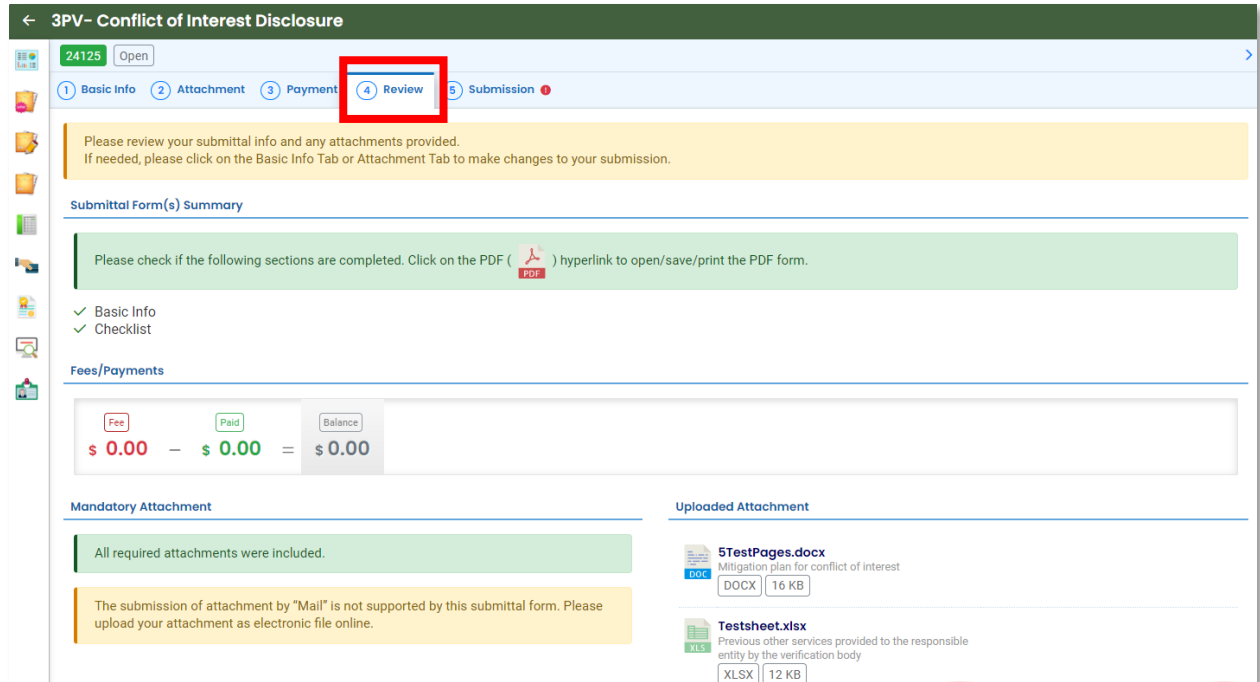 ← 3PV- Conflict of Interest Disclosure
24125 Open
1 Basic Info 2 Attachment 3 Payment 4 Review 5 Submission
Please review your submittal info and any attachments provided.
If needed, please click on the Basic Info Tab or Attachment Tab to make changes to your submission.
Submittal Form(s) Summary
Please check if the following sections are completed. Click on the PDF ( PDF ) hyperlink to open/save/print the PDF form.
✓ Basic Info
✓ Checklist
Fees/Payments
Fee Paid Balance
$ 0.00 – $ 0.00 = $ 0.00
Mandatory Attachment
All required attachments were included.
The submission of attachment by “Mail” is not supported by this submittal form. Please
upload your attachment as electronic file online.
Uploaded Attachment
DOC
5TestPages.docx
Mitigation plan for conflict of interest
DOCX 16 KB
XLS
Testsheet.xlsx
Previous other services provided to the responsible
entity by the verification body
XLSX 12 KB